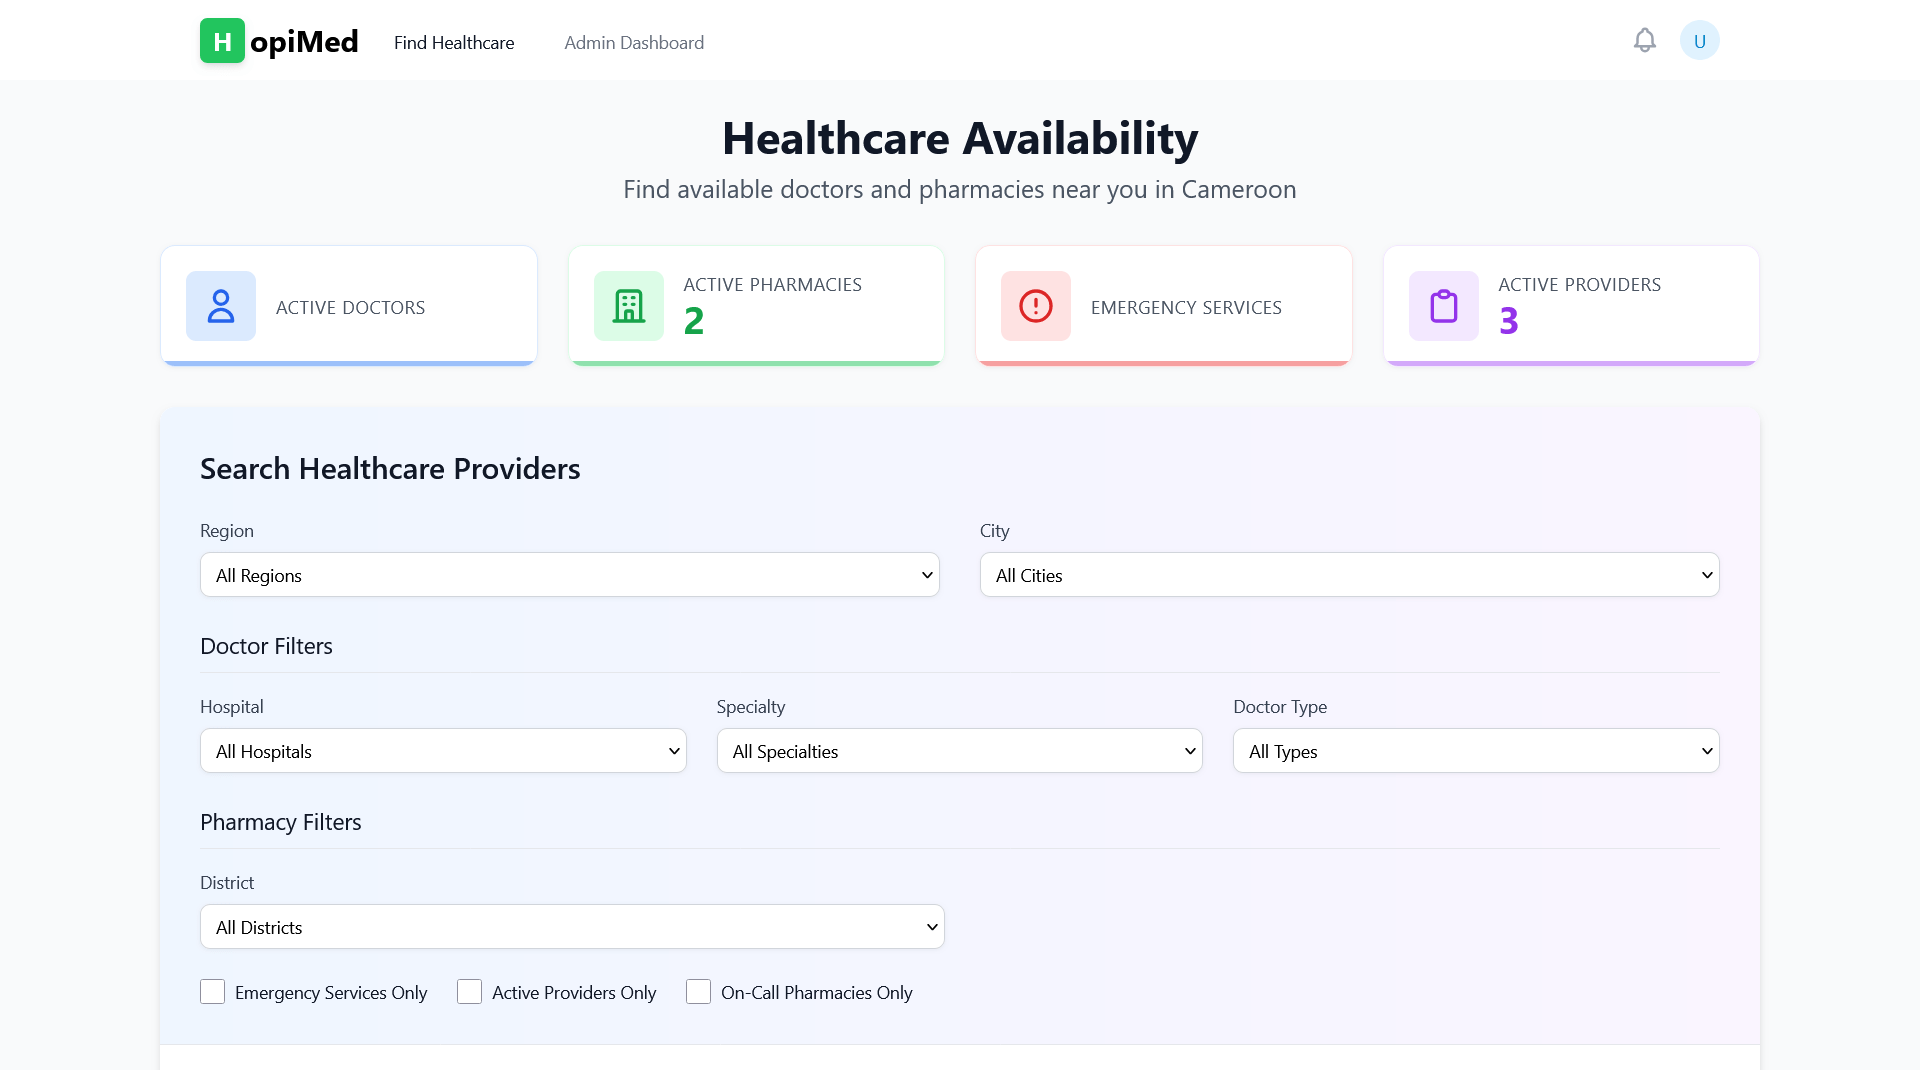 H opiMed
Find Healthcare
Admin Dashboard
U
Healthcare Availability
Find available doctors and pharmacies near you in Cameroon
ACTIVE DOCTORS
ACTIVE PHARMACIES
2
EMERGENCY SERVICES
ACTIVE PROVIDERS
3
Search Healthcare Providers
Region
All Regions
City
All Cities
Doctor Filters
Hospital
All Hospitals
Specialty
All Specialties
Doctor Type
All Types
Pharmacy Filters
District
All Districts
Emergency Services Only
Active Providers Only
On-Call Pharmacies Only